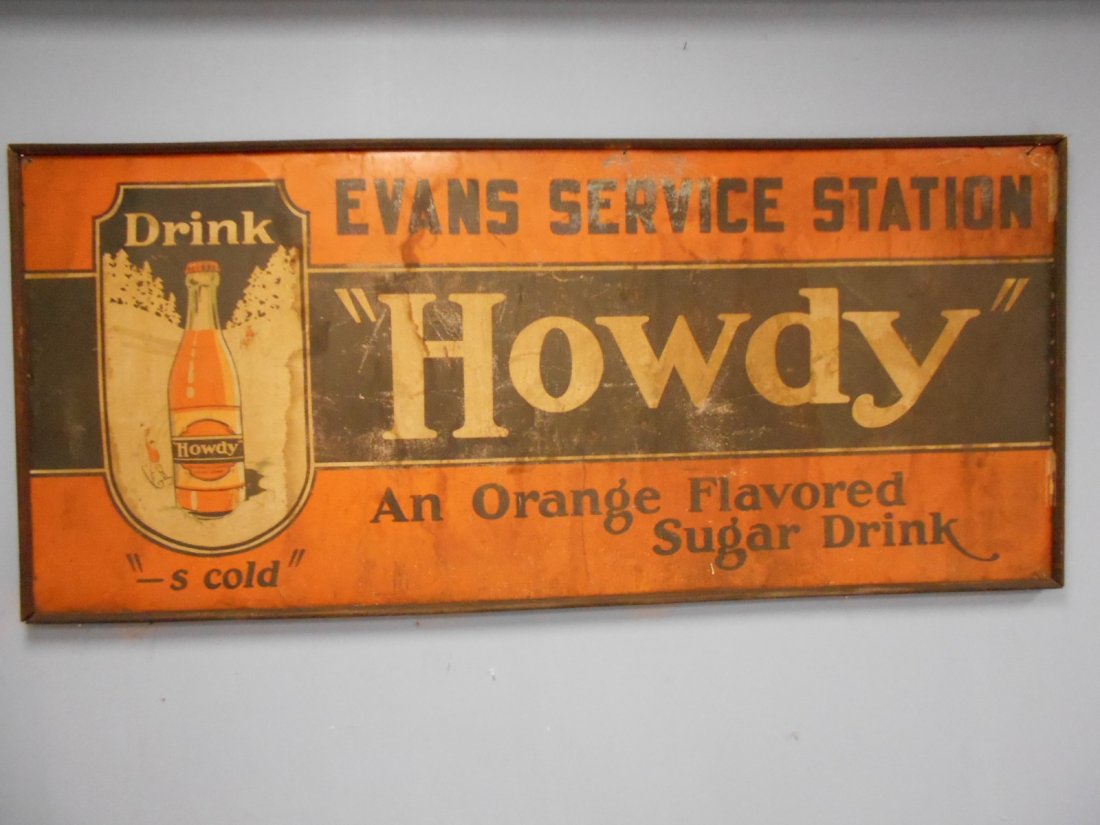 Drink
Howdy
"—s cold"
EVANS SERVICE STATION
"Howdy"
An Orange Flavored
Sugar Drink